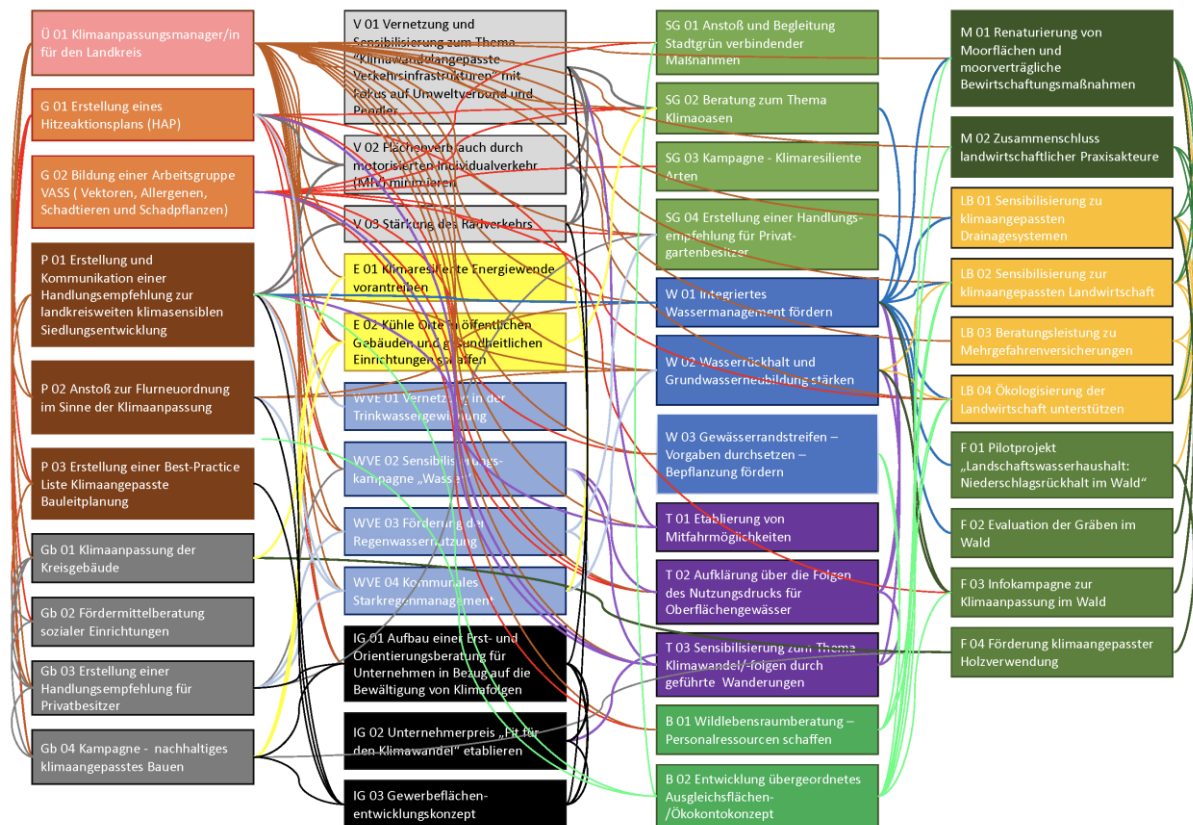 Ü 01 Klimaanpassungsmanager/in
für den Landkreis
G 01 Erstellung eines
Hitzeaktionsplans (HAP)
G 02 Bildung einer Arbeitsgruppe
VASS ( Vektoren, Allergenen,
Schadtieren und Schadpflanzen)
P 01 Erstellung und
Kommunikation einer
Handlungsempfehlung zur
landkreisweiten klimasensiblen
Siedlungsentwicklung
P 02 Anstoß zur Flurneuordnung
im Sinne der Klimaanpassung
P 03 Erstellung einer Best-Practice
Liste Klimaangepasste
Bauleitplanung
Gb 01 Klimaanpassung der
Kreisgebäude
Gb 02 Fördermittelberatung
sozialer Einrichtungen
Gb 03 Erstellung einer
Handlungsempfehlung für
Privatbesitzer
Gb 04 Kampagne - nachhaltiges
klimaangepasstes Bauen
V 01 Vernetzung und
Sensibilisierung zum Thema
"Klimawandelangepasste
Verkehrsinfrastrukturen" mit
Fokus auf Umweltverbund und
Pendler
V 02 Flächenverbrauch durch
motorisierten Individualverkehr
(MIV) minimieren
V 03 Stärkung des Radverkehrs
E 01 Klimaresiliente Energiewende
vorantreiben
E 02 Kühle Orte in öffentlichen
Gebäuden und gesundheitlichen
Einrichtungen schaffen
WVE 01 Vernetzung in der
Trinkwassergewinnung
WVE 02 Sensibilisierungs-
kampagne „Wasser“
WVE 03 Förderung der
Regenwassernutzung
WVE 04 Kommunales
Starkregenmanagement
IG 01 Aufbau einer Erst- und
Orientierungsberatung für
Unternehmen in Bezug auf die
Bewältigung von Klimafolgen
IG 02 Unternehmerpreis „Fit für
den Klimawandel“ etablieren
IG 03 Gewerbeflächen-
entwicklungskonzept
SG 01 Anstoß und Begleitung
Stadtgrün verbindender
Maßnahmen
SG 02 Beratung zum Thema
Klimaoasen
SG 03 Kampagne - Klimaresiliente
Arten
SG 04 Erstellung einer Handlungs-
empfehlung für Privat-
gartenbesitzer
W 01 Integriertes
Wassermanagement fördern
W 02 Wasserrückhalt und
Grundwasserneubildung stärken
W 03 Gewässerrandstreifen –
Vorgaben durchsetzen –
Bepflanzung fördern
T 01 Etablierung von
Mitfahrmöglichkeiten
T 02 Aufklärung über die Folgen
des Nutzungsdrucks für
Oberflächengewässer
T 03 Sensibilisierung zum Thema
Klimawandel/-folgen durch
geführte Wanderungen
B 01 Wildlebensraumberatung –
Personalressourcen schaffen
B 02 Entwicklung übergeordnetes
Ausgleichsflächen-
/Ökokontokonzept
M 01 Renaturierung von
Moorflächen und
moorverträgliche
Bewirtschaftungsmaßnahmen
M 02 Zusammenschluss
landwirtschaftlicher Praxisakteure
LB 01 Sensibilisierung zu
klimaangepassten
Drainagesystemen
LB 02 Sensibilisierung zur
klimaangepassten Landwirtschaft
LB 03 Beratungsleistung zu
Mehrgefahrenversicherungen
LB 04 Ökologisierung der
Landwirtschaft unterstützen
F 01 Pilotprojekt
„Landschaftswasserhaushalt:
Niederschlagsrückhalt im Wald“
F 02 Evaluation der Gräben im
Wald
F 03 Infokampagne zur
Klimaanpassung im Wald
F 04 Förderung klimaangepasster
Holzverwendung